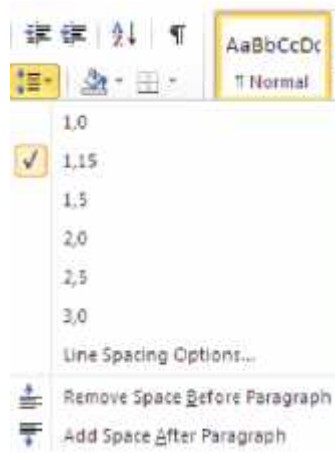 AaBbCcDc
¶ Normal
1,0
1,15
1,5
2,0
2,5
3,0
Line Spacing Options...
Remove Space Before Paragraph
Add Space After Paragraph